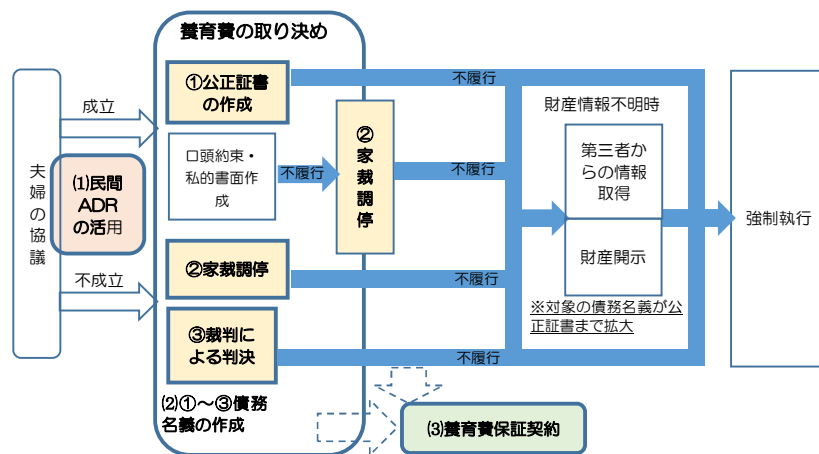 養育費の取り決め
夫婦の協議
成立
不成立
(1)民間
ADR
の活用
①公正証書
の作成
口頭約束・
私的書面作
成
不履行
②家裁調停
②家裁調停
③裁判に
よる判決
(2)①～③債務
名義の作成
不履行
不履行
不履行
不履行
財産情報不明時
第三者か
らの情報
取得
財産開示
※対象の債務名義が公
正証書まで拡大
強制執行
(3)養育費保証契約